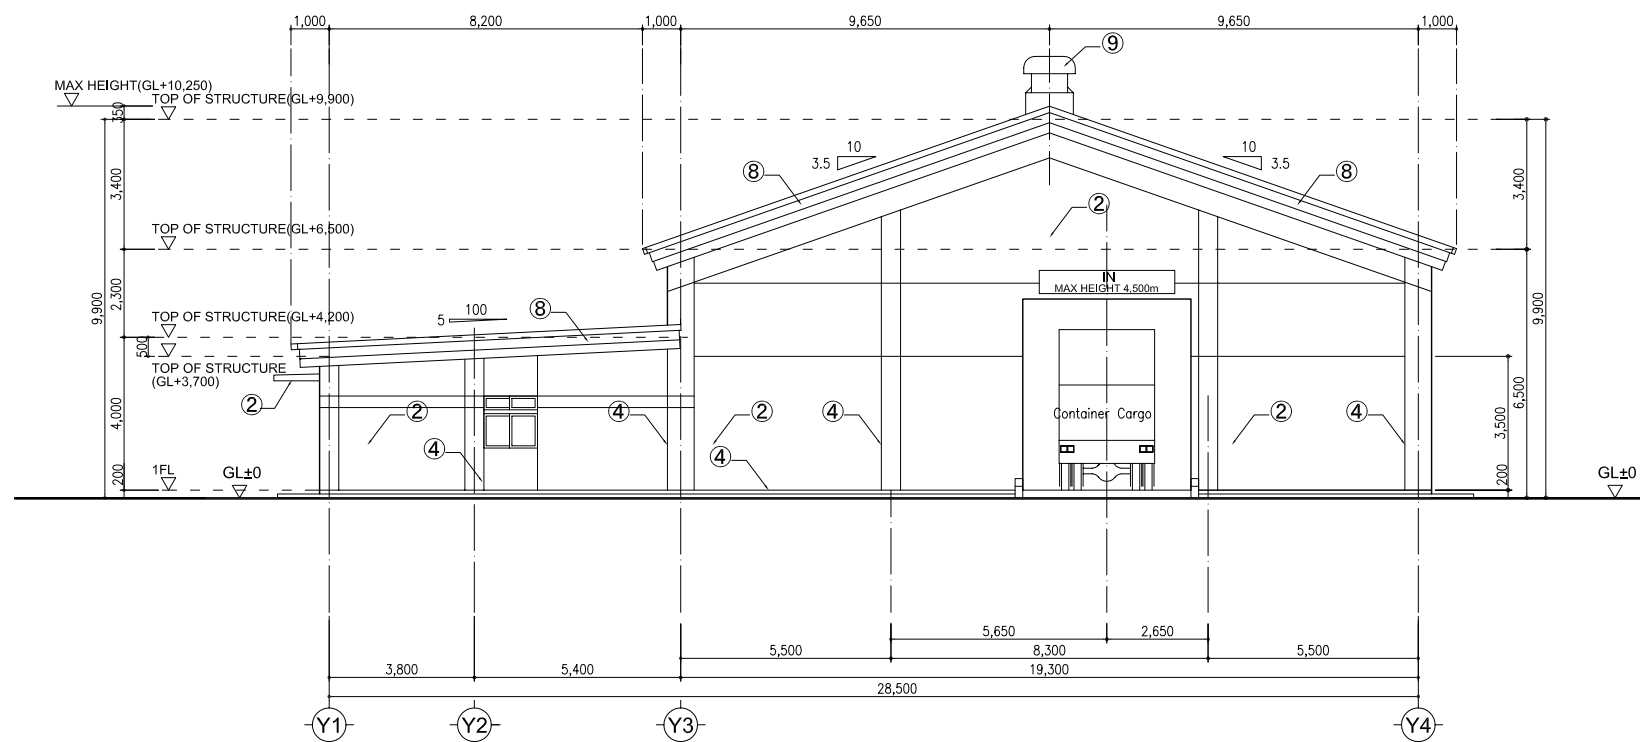 1,000 8,200 1,000 9,650 9,650 1,000
9
MAX HEIGHT(GL+10,250)
TOP OF STRUCTURE(GL+9,900)
350
10 10
3.5 3.5
8 8
3,400 3,400
2
TOP OF STRUCTURE(GL+6,500)
IN
MAX HEIGHT 4,500m
9,900 2,300 9,900
100
5
8
TOP OF STRUCTURE(GL+4,200)
500
TOP OF STRUCTURE
(GL+3,700)
6,500
2 2 4 2 4 2 4
Container Cargo
4,000 3,500
4 4
1FL
GL±0 GL±0
200 200
5,650 2,650
5,500 8,300 5,500
3,800 5,400 19,300
28,500
Y1 Y2 Y3 Y4